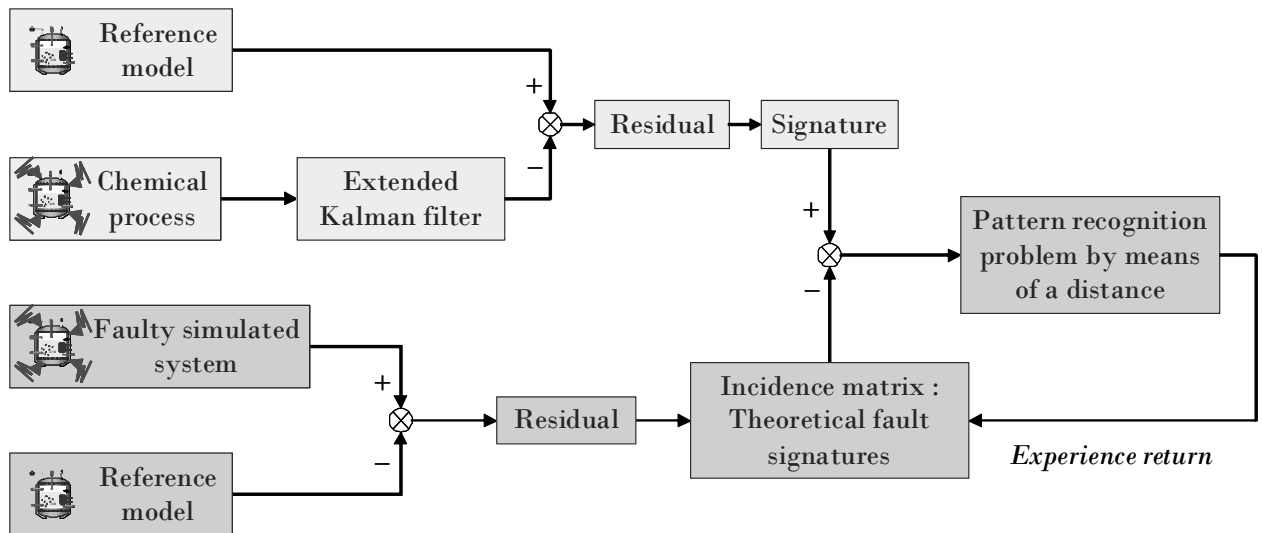 Reference
model
+
Residual
Signature
−
Chemical
process
Extended
Kalman filter
+
Pattern recognition
problem by means
of a distance
−
Faulty simulated
system
+
Incidence matrix :
Theoretical fault
signatures
Residual
−
Experience return
Reference
model